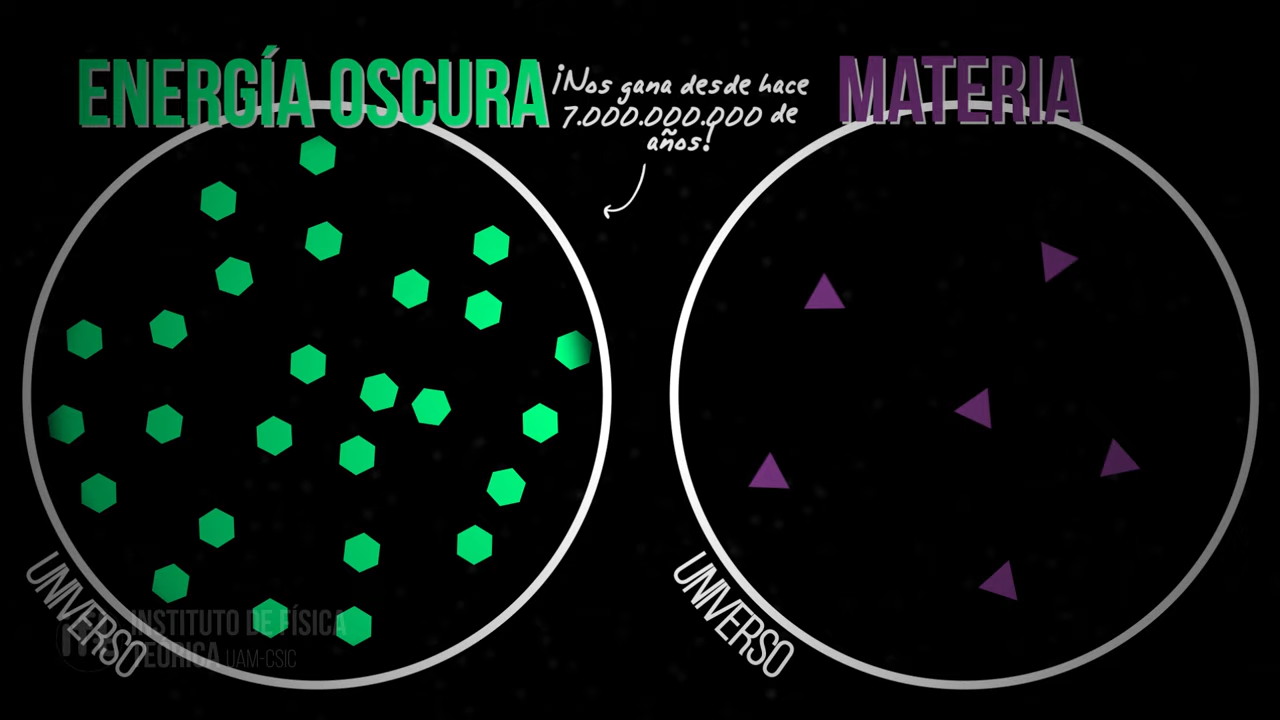 ENERGÍA OSCURA
¡Nos gana desde hace
7.000.000.000 de
años!
MATERIA
UNIVERSO
INSTITUTO DE FÍSICA
TEÓRICA UAM-CSIC
UNIVERSO